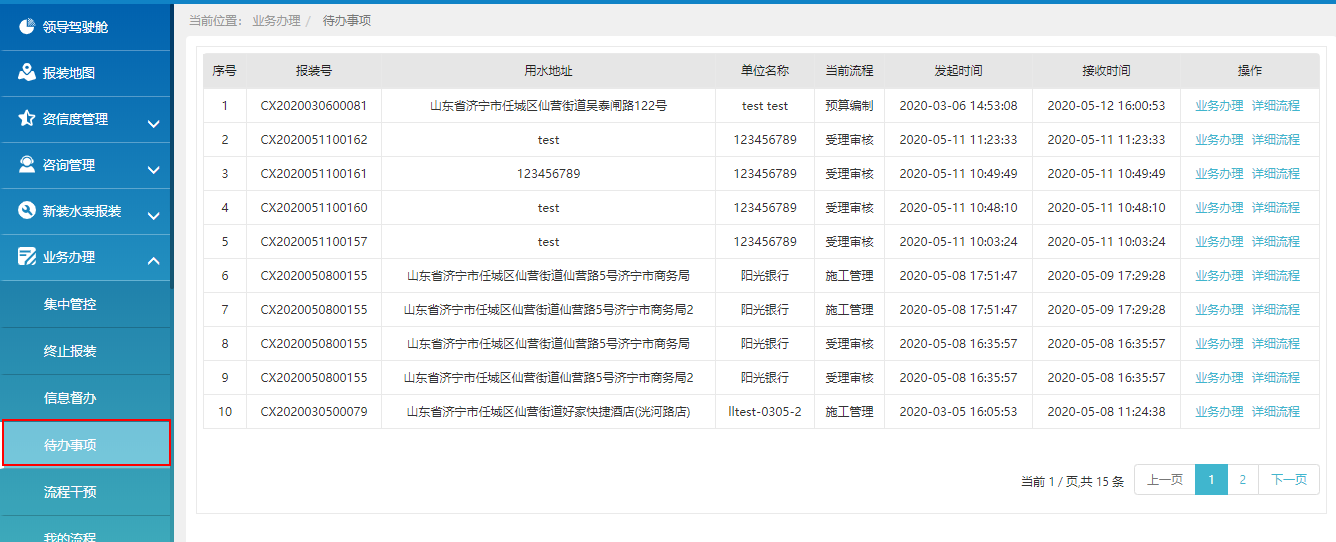 领导驾驶舱
报装地图
资信度管理
咨询管理
新装水表报装
业务办理
集中管控
终止报装
信息督办
待办事项
流程干预
我的流程
当前位置： 业务办理 / 待办事项
序号 报装号 用水地址 单位名称 当前流程 发起时间 接收时间 操作
1 CX2020030600081 山东省济宁市任城区仙营街道吴泰闸路122号 test test 预算编制 2020-03-06 14:53:08 2020-05-12 16:00:53 业务办理 详细流程
2 CX2020051100162 test 123456789 受理审核 2020-05-11 11:23:33 2020-05-11 11:23:33 业务办理 详细流程
3 CX2020051100161 123456789 123456789 受理审核 2020-05-11 10:49:49 2020-05-11 10:49:49 业务办理 详细流程
4 CX2020051100160 test 123456789 受理审核 2020-05-11 10:48:10 2020-05-11 10:48:10 业务办理 详细流程
5 CX2020051100157 test 123456789 受理审核 2020-05-11 10:03:24 2020-05-11 10:03:24 业务办理 详细流程
6 CX2020050800155 山东省济宁市任城区仙营街道仙营路5号济宁市商务局 阳光银行 施工管理 2020-05-08 17:51:47 2020-05-09 17:29:28 业务办理 详细流程
7 CX2020050800155 山东省济宁市任城区仙营街道仙营路5号济宁市商务局2 阳光银行 施工管理 2020-05-08 17:51:47 2020-05-09 17:29:28 业务办理 详细流程
8 CX2020050800155 山东省济宁市任城区仙营街道仙营路5号济宁市商务局 阳光银行 受理审核 2020-05-08 16:35:57 2020-05-08 16:35:57 业务办理 详细流程
9 CX2020050800155 山东省济宁市任城区仙营街道仙营路5号济宁市商务局2 阳光银行 受理审核 2020-05-08 16:35:57 2020-05-08 16:35:57 业务办理 详细流程
10 CX2020030500079 山东省济宁市任城区仙营街道好家快捷酒店(洸河路店) lltest-0305-2 施工管理 2020-03-05 16:05:53 2020-05-08 11:24:38 业务办理 详细流程
当前 1 / 页,共 15 条 上一页 1 2 下一页